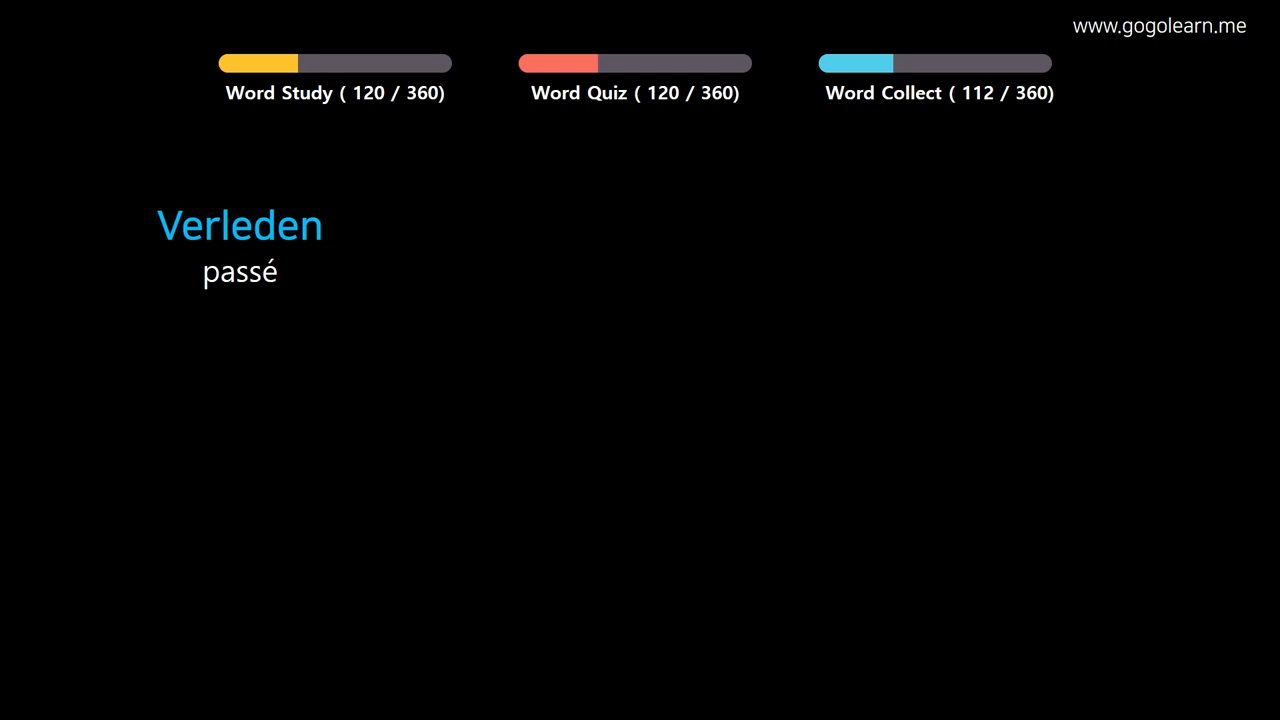 www.gogolearn.me
Word Study ( 120 / 360)
Word Quiz ( 120 / 360)
Word Collect ( 112 / 360)
Verleden
passé